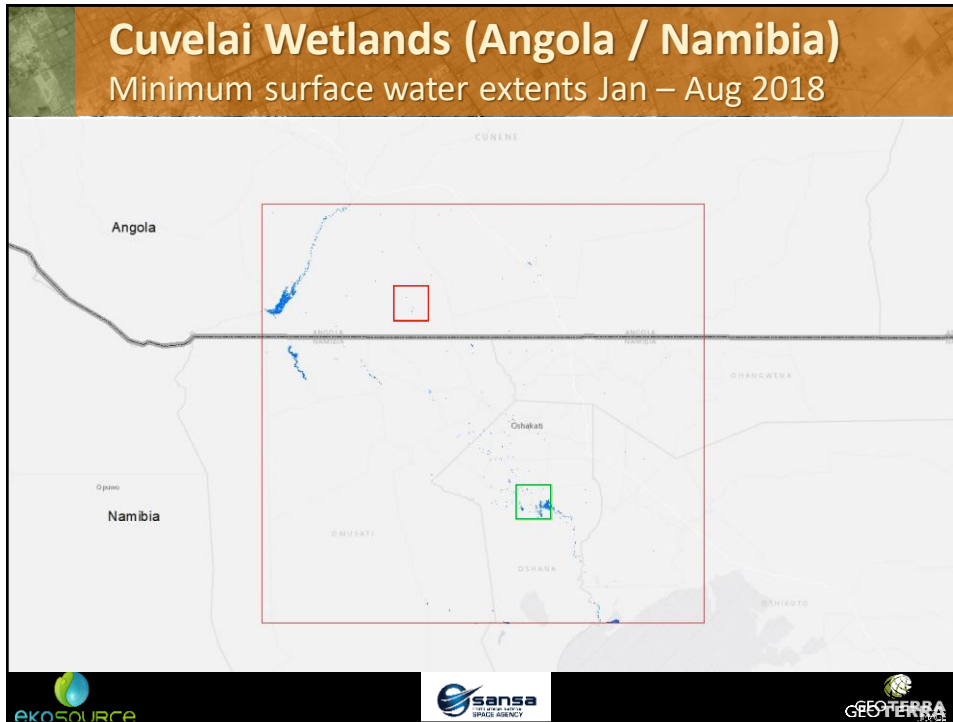 Cuvelai Wetlands (Angola / Namibia)
Minimum surface water extents Jan – Aug 2018
CUNENE
Angola
ANGOLA
NAMIBIA
ANGOLA
NAMIBIA
OHANGWENA
Oshakati
Opuwo
Namibia
OMUSATI
OSHANA
OSHIKOTO
ekosource
sansa
SPACE AGENCY
GEOTERRA